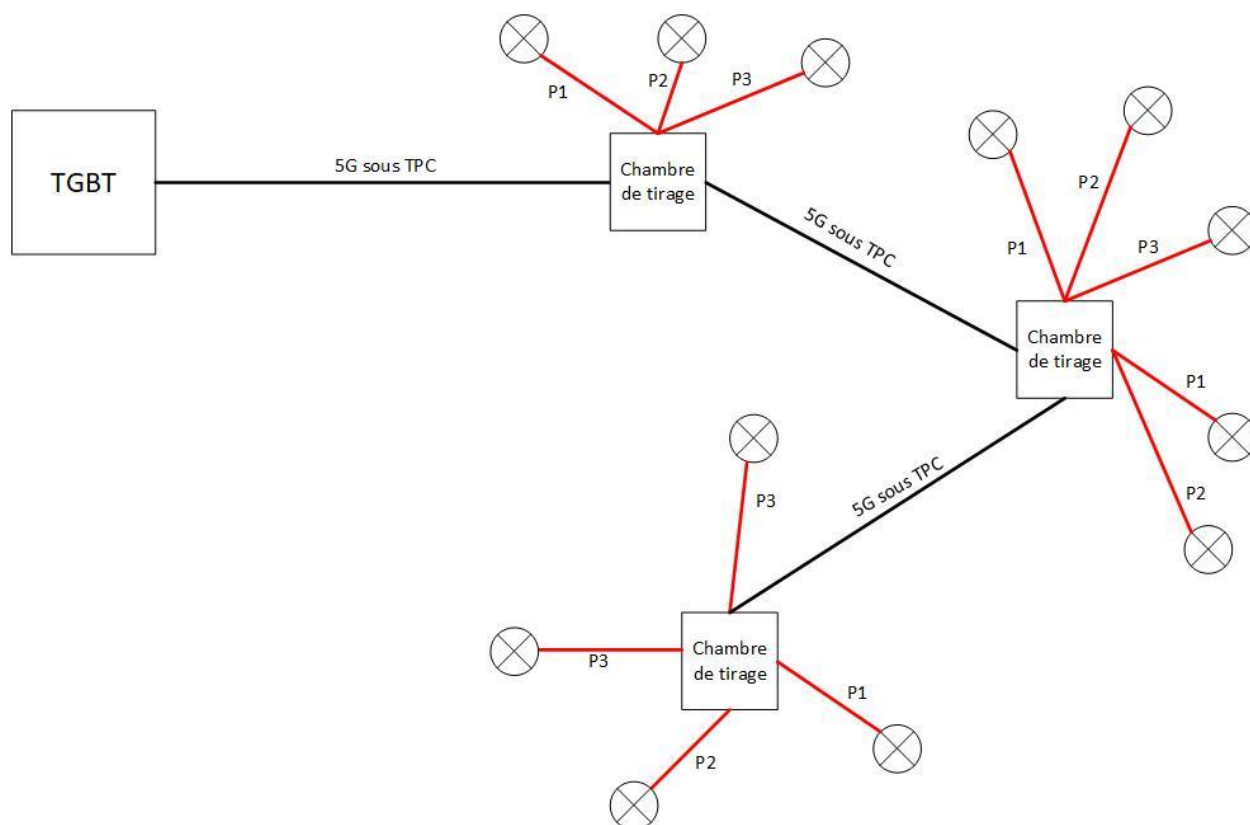 P1
P2
P3
TGBT
5G sous TPC
Chambre
de tirage
5G sous TPC
P1
P2
P3
Chambre
de tirage
P1
P2
5G sous TPC
P3
Chambre
de tirage
P3
P1
P2